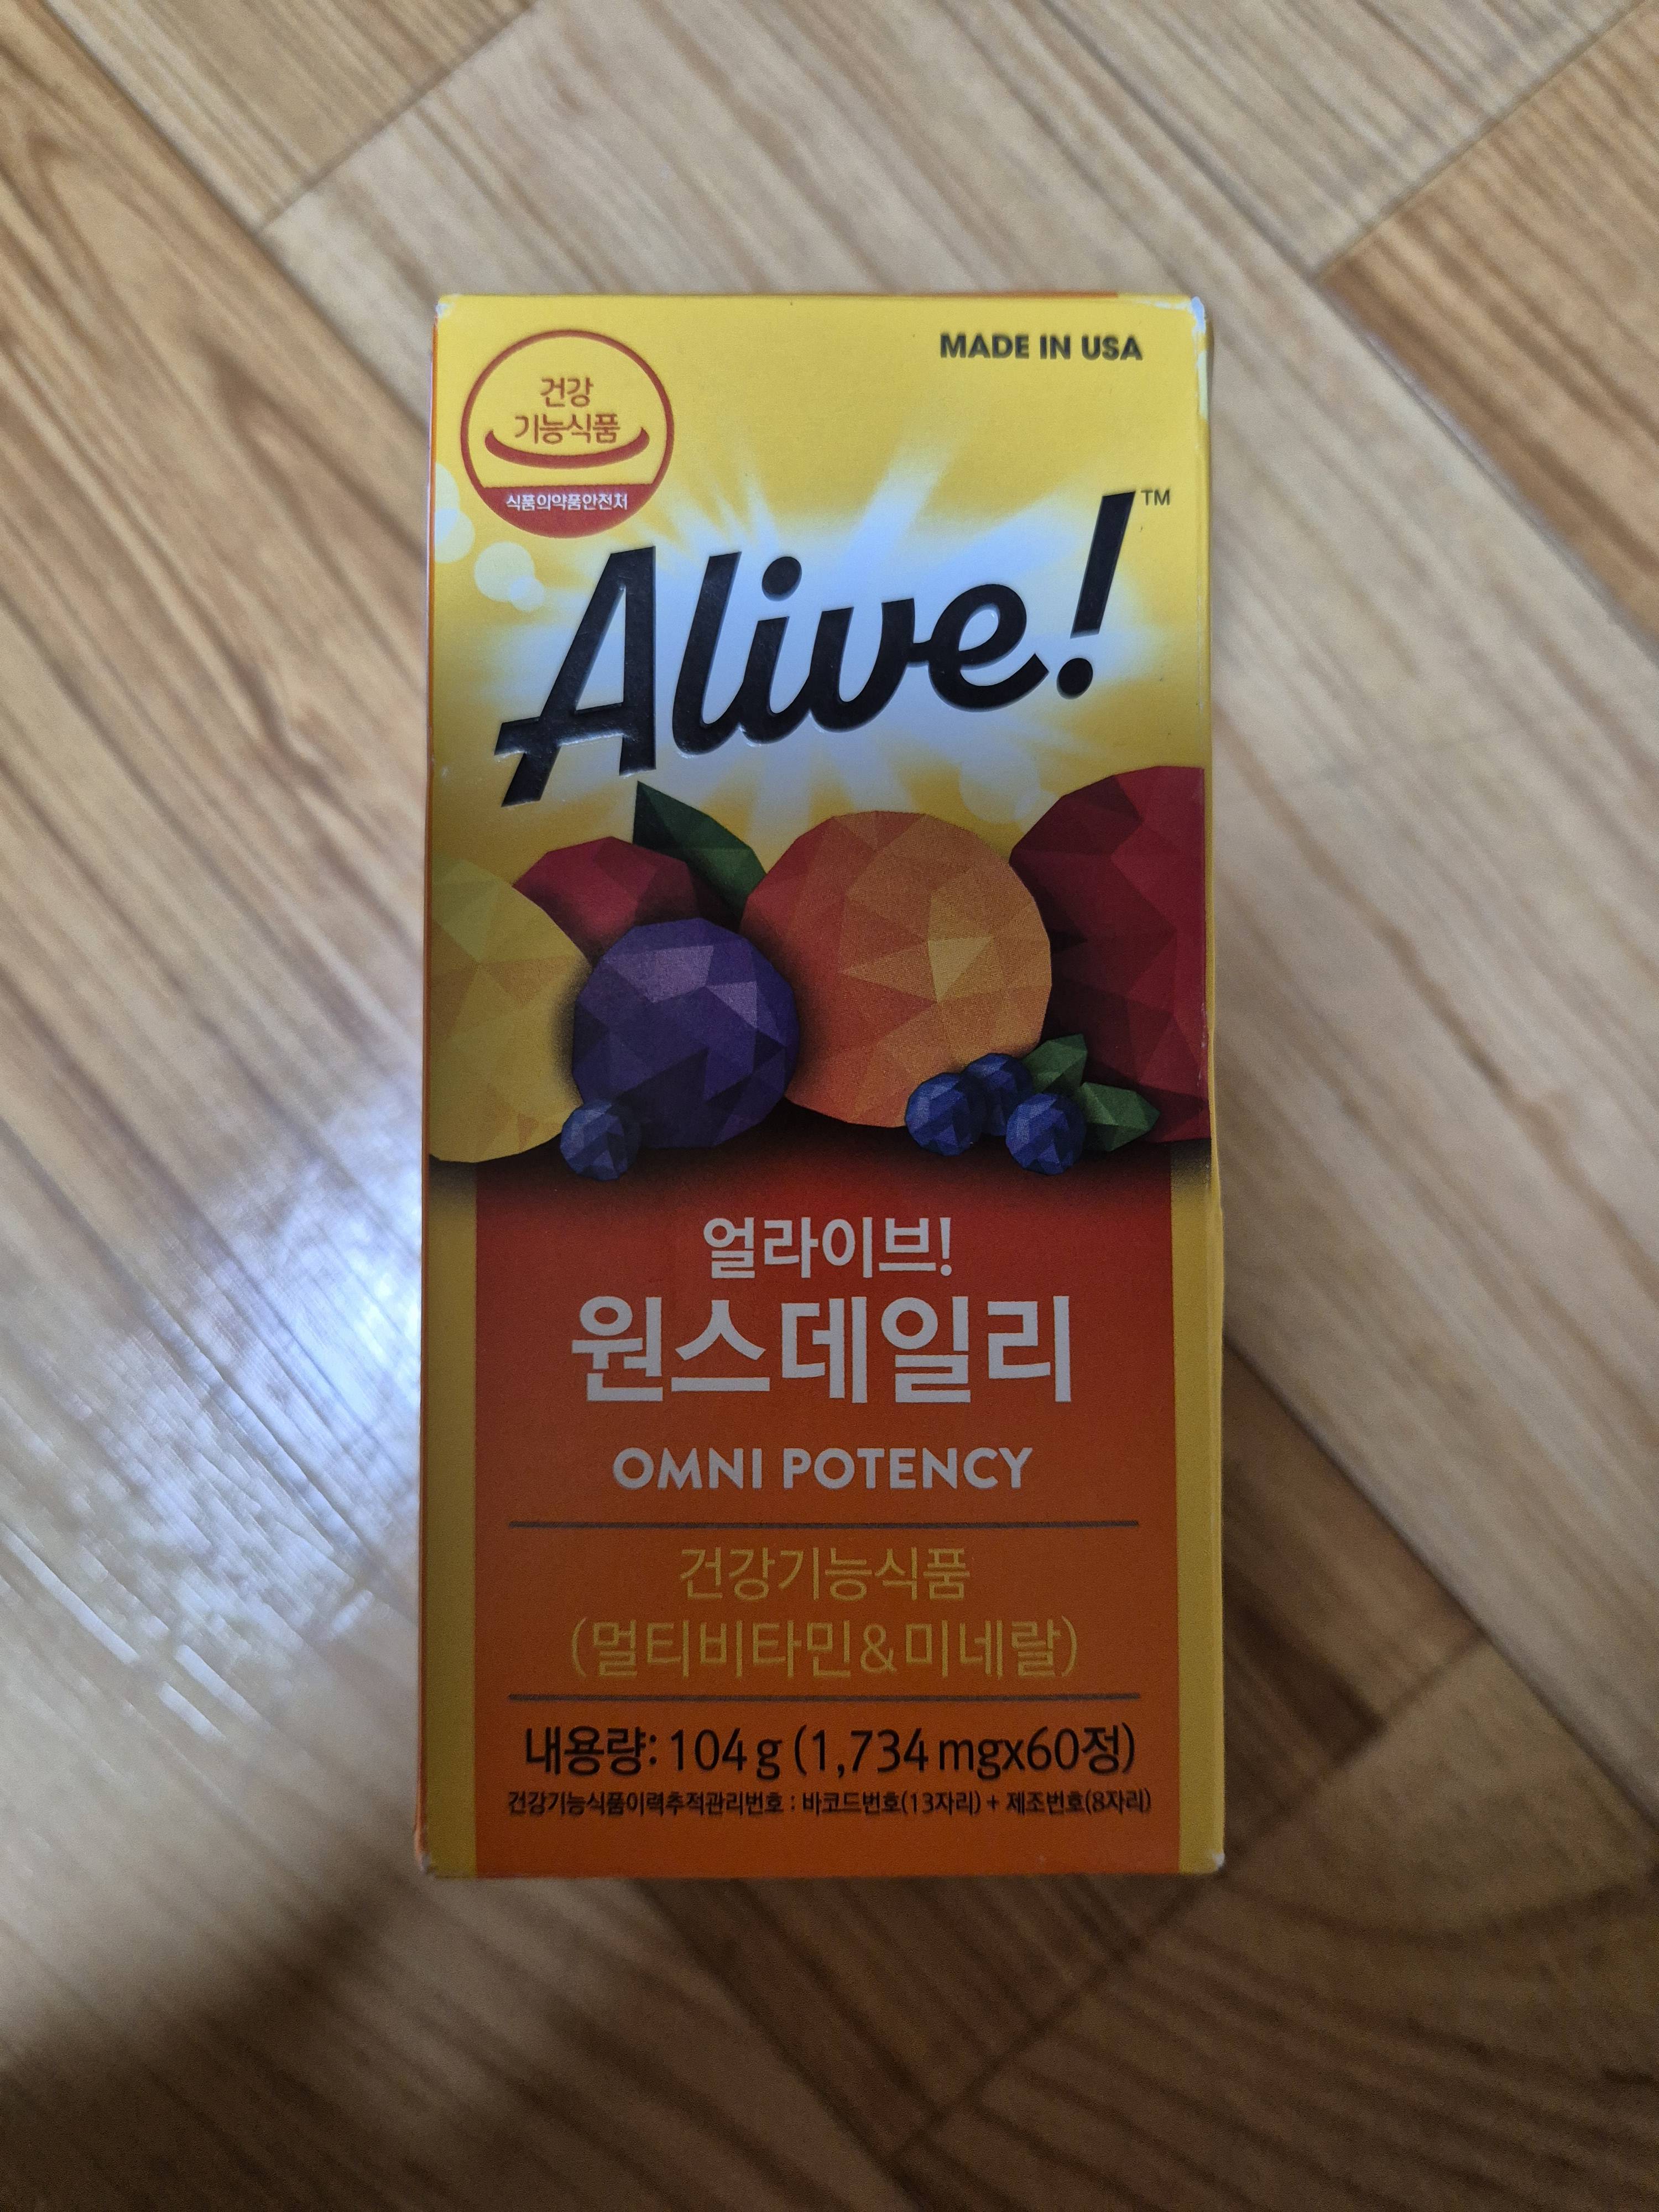 건강
기능식품
식품의약품안전처
MADE IN USA
Alive!™
얼라이브!
원스데일리
OMNI POTENCY
건강기능식품
(멀티비타민&미네랄)
내용량: 104 g (1,734 mgx60정)
건강기능식품이력추적관리번호 : 바코드번호(13자리) + 제조번호(8자리)